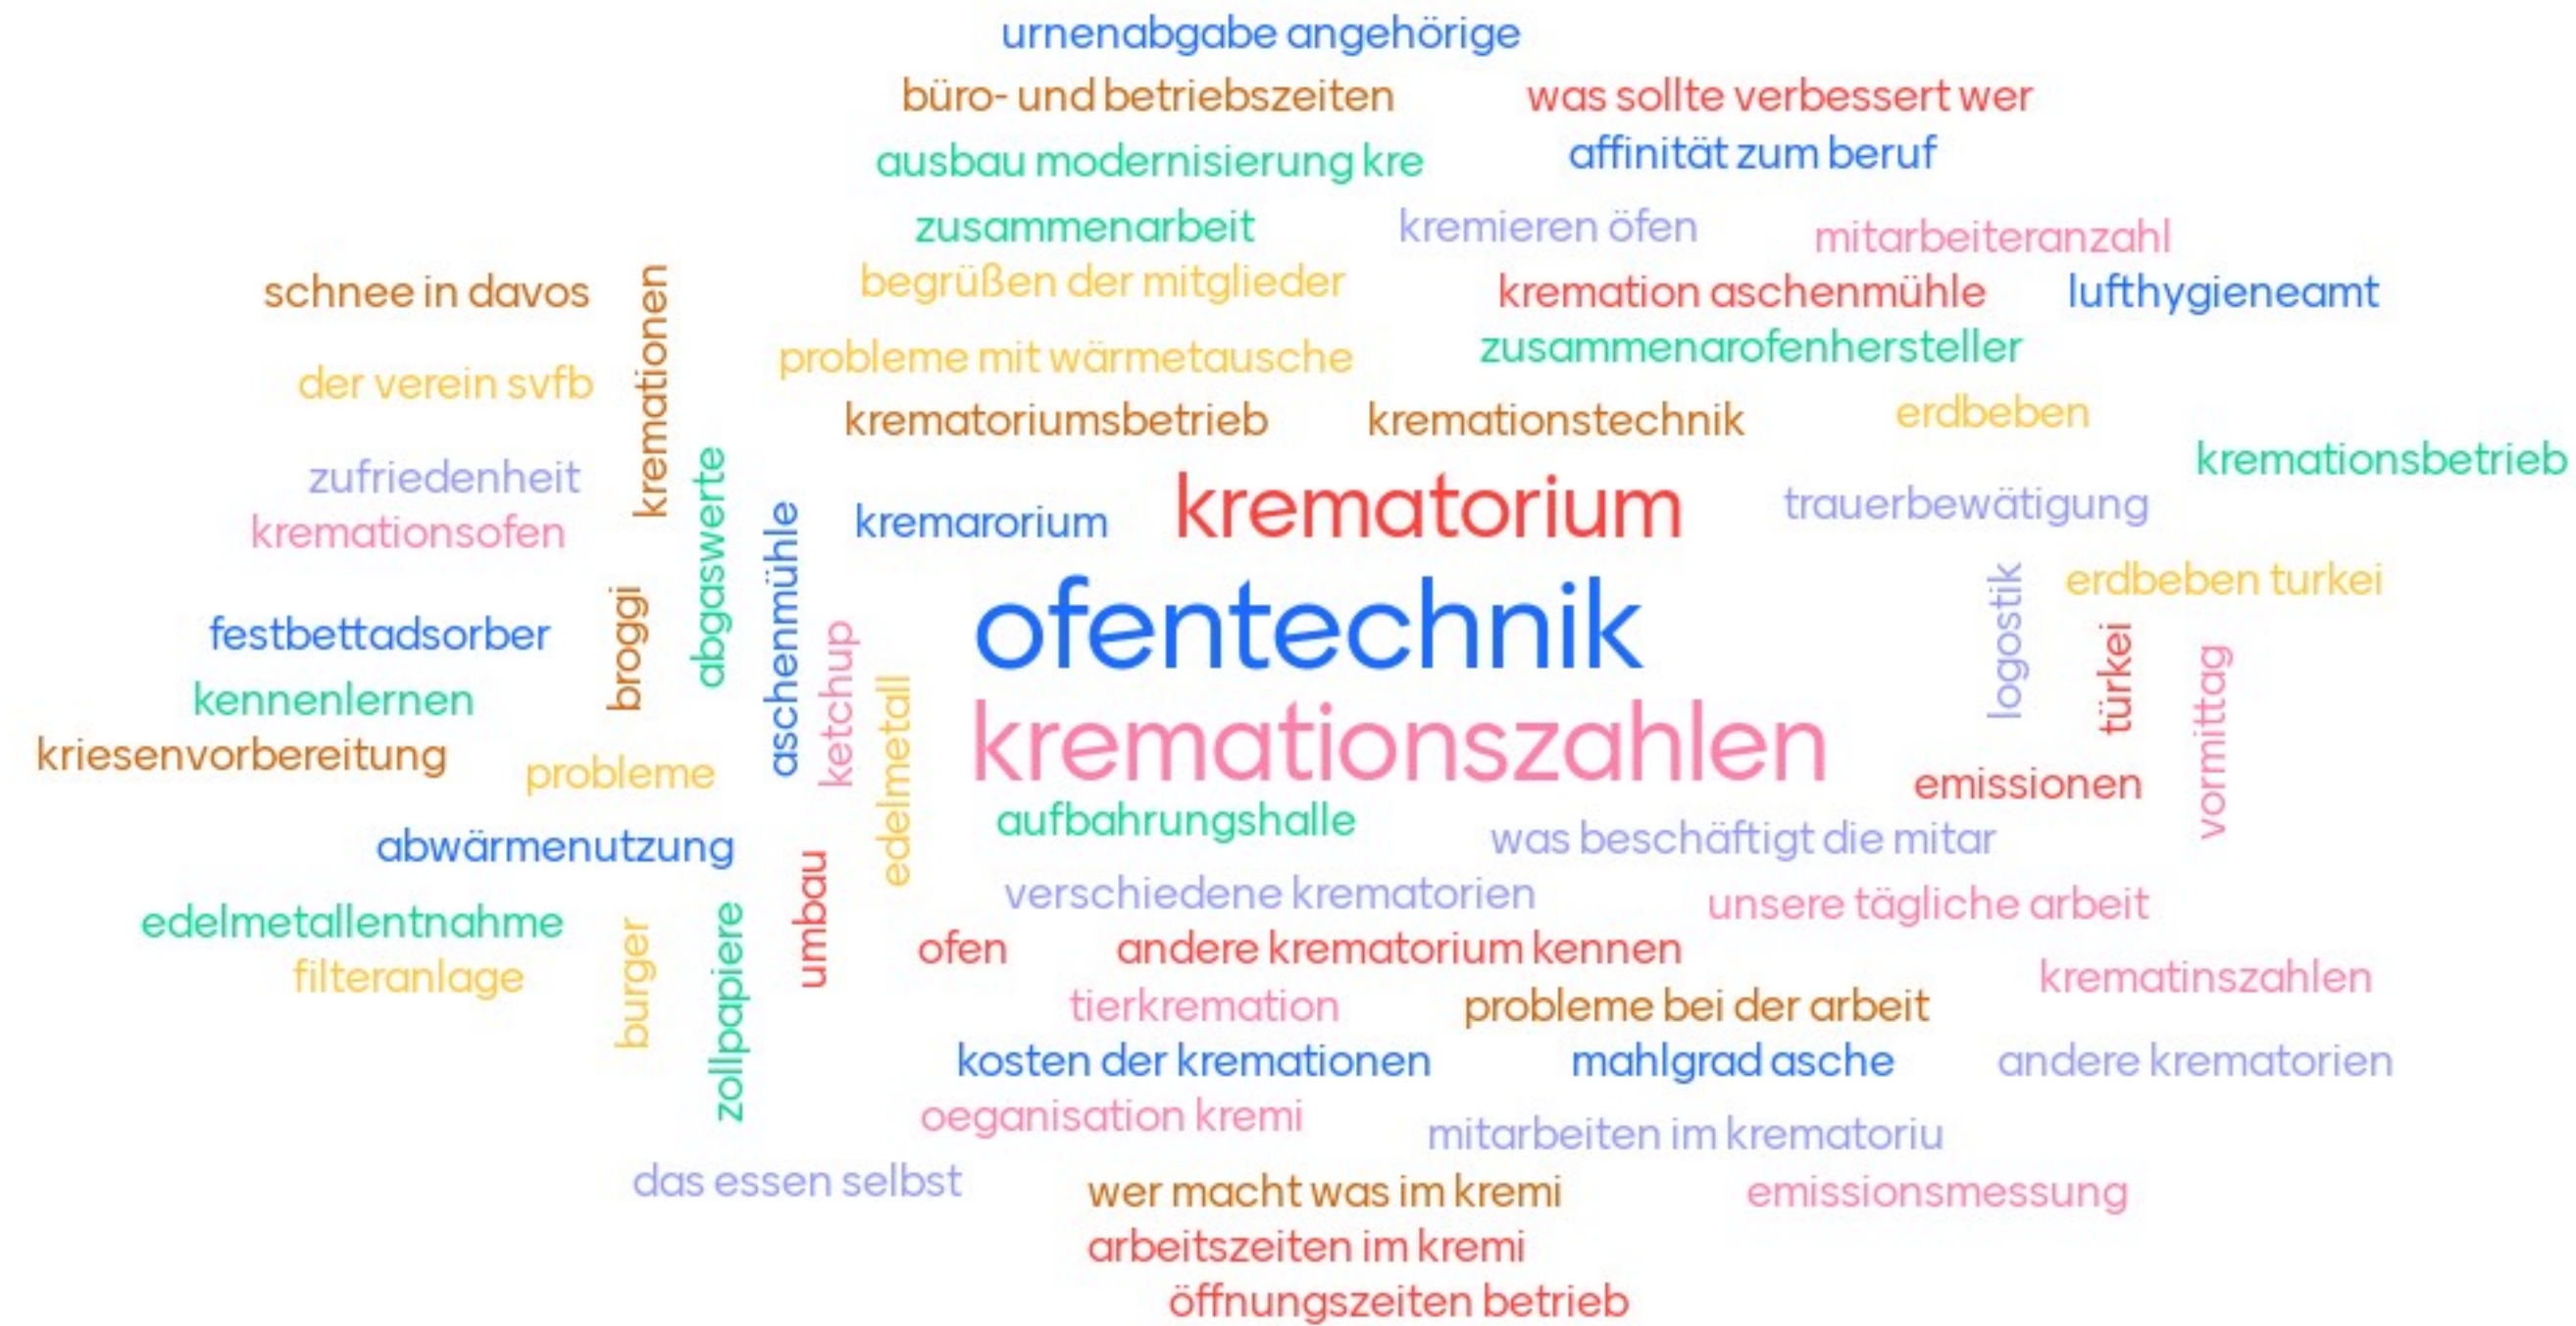 urnenabgabe angehörige
büro- und betriebszeiten
was sollte verbessert wer
ausbau modernisierung kre
affinität zum beruf
zusammenarbeit
kremieren öfen
mitarbeiteranzahl
schnee in davos
kremationen
begrüßen der mitglieder
kremation aschenmühle
lufthygieneamt
der verein svfb
probleme mit wärmetausche
zusammenarofenhersteller
krematoriumsbetrieb
kremationstechnik
erdbeben
kremationsbetrieb
zufriedenheit
abgaswerte
kremarorium
krematorium
trauerbewätigung
kremationsofen
aschenmühle
ofentechnik
logostik
erdbeben turkei
festbettadsorber
broggi
ketchup
türkei
vormittag
kennenlernen
edelmetall
kremationszahlen
kriesenvorbereitung
probleme
emissionen
abwärmenutzung
umbau
aufbahrungshalle
was beschäftigt die mitar
verschiedene krematorien
unsere tägliche arbeit
edelmetallentnahme
burger
zollpapiere
ofen
andere krematorium kennen
filteranlage
krematinszahlen
tierkremation
probleme bei der arbeit
kosten der kremationen
mahlgrad asche
andere krematorien
oeganisation kremi
mitarbeiten im krematoriu
das essen selbst
wer macht was im kremi
emissionsmessung
arbeitszeiten im kremi
öffnungszeiten betrieb